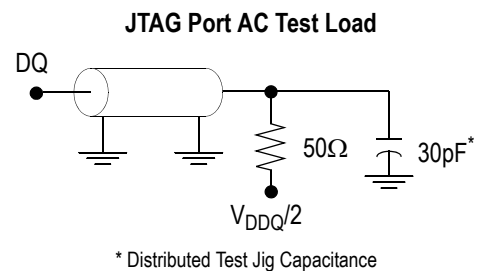 JTAG Port AC Test Load
DQ
50Ω
30pF*
VDDQ/2
* Distributed Test Jig Capacitance